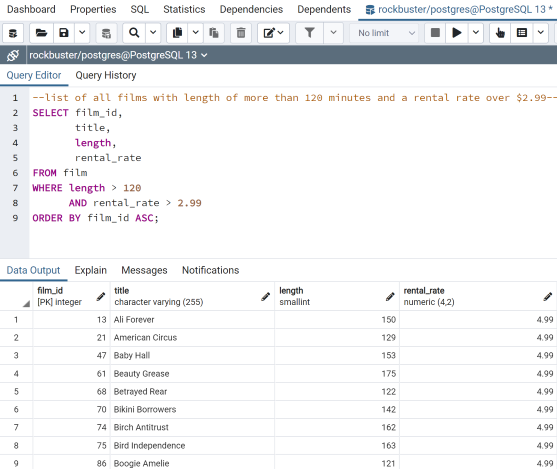 Dashboard Properties SQL Statistics Dependencies Dependents rockbuster/postgres@PostgreSQL 13 *
No limit
rockbuster/postgres@PostgreSQL 13
Query Editor Query History
1 --list of all films with length of more than 120 minutes and a rental rate over $2.99--
2 SELECT film_id,
3 title,
4 length,
5 rental_rate
6 FROM film
7 WHERE length > 120
8 AND rental_rate > 2.99
9 ORDER BY film_id ASC;
Data Output Explain Messages Notifications
film_id title length rental_rate
[PK] integer character varying (255) smallint numeric (4,2)
1 13 Ali Forever 150 4.99
2 21 American Circus 129 4.99
3 47 Baby Hall 153 4.99
4 61 Beauty Grease 175 4.99
5 68 Betrayed Rear 122 4.99
6 70 Bikini Borrowers 142 4.99
7 74 Birch Antitrust 162 4.99
8 75 Bird Independence 163 4.99
9 86 Boogie Amelie 121 4.99